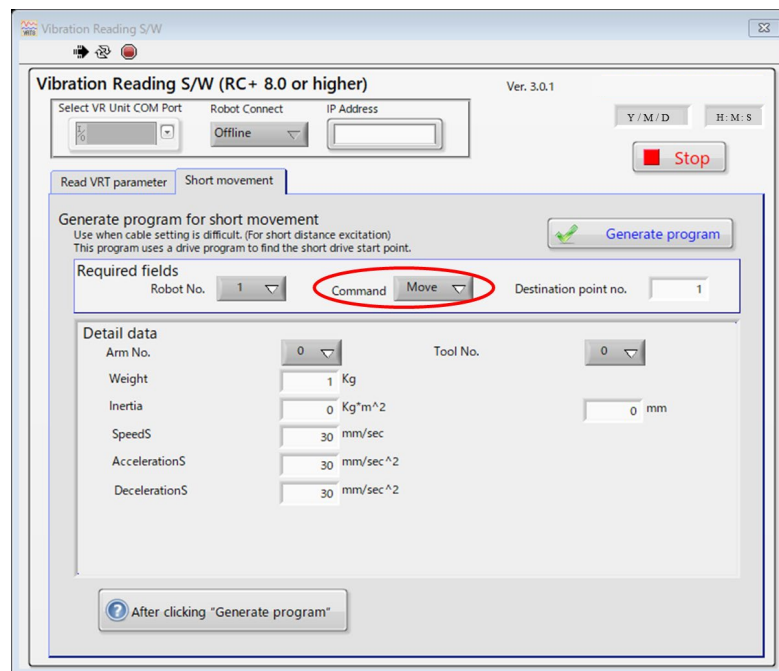 Vibration Reading S/W
Vibration Reading S/W (RC+ 8.0 or higher)
Ver. 3.0.1
Select VR Unit COM Port
Robot Connect
IP Address
I/O
Offline
Y/M/D
H:M:S
Stop
Read VRT parameter
Short movement
Generate program for short movement
Use when cable setting is difficult. (For short distance excitation)
This program uses a drive program to find the short drive start point.
Generate program
Required fields
Robot No. 1 Command Move Destination point no. 1
Detail data
Arm No. 0 Tool No. 0
Weight 1 Kg
Inertia 0 Kg*m^2 0 mm
SpeedS 30 mm/sec
AccelerationS 30 mm/sec^2
DecelerationS 30 mm/sec^2
After clicking "Generate program"